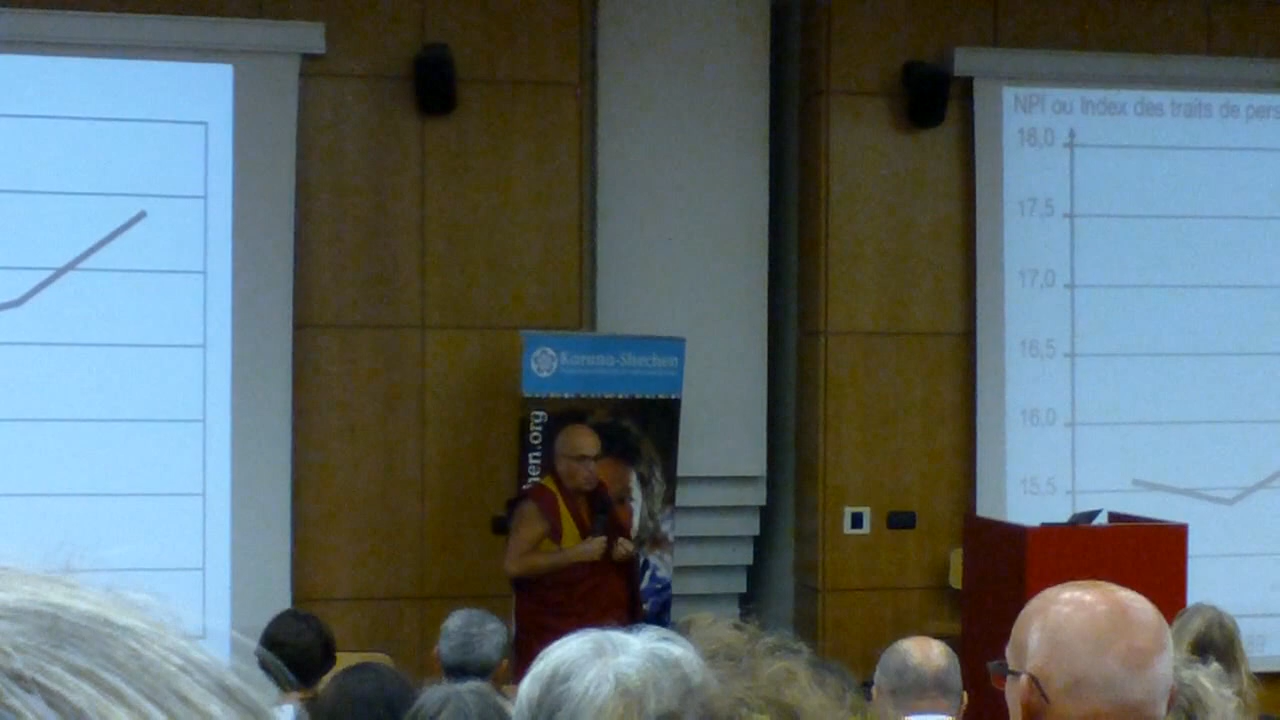 Karuna-Shechen
hen.org
NPI ou Index des traits de pers
18,0
17,5
17,0
16,5
16,0
15,5